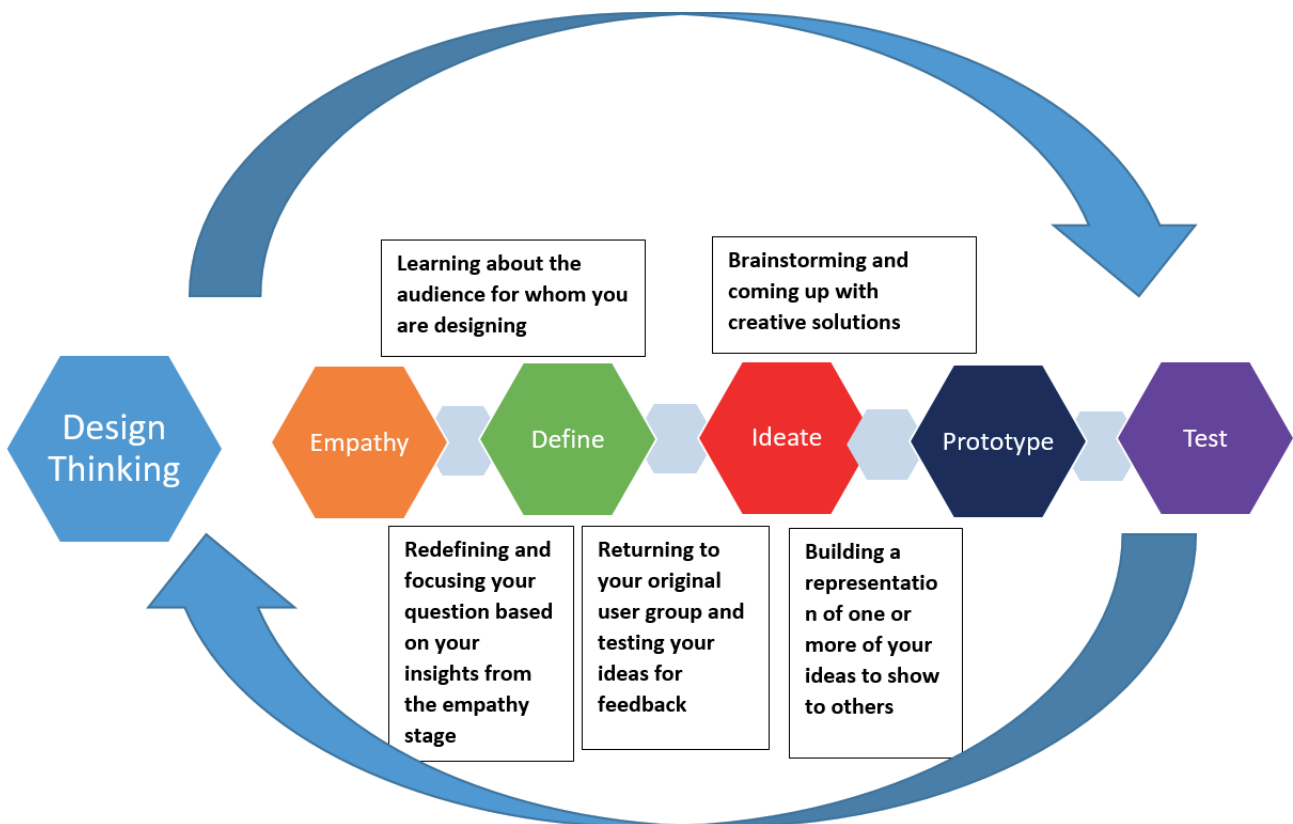 Learning about the
audience for whom you
are designing
Brainstorming and
coming up with
creative solutions
Design
Thinking
Empathy
Define
Ideate
Prototype
Test
Redefining and
focusing your
question based
on your
insights from
the empathy
stage
Returning to
your original
user group and
testing your
ideas for
feedback
Building a
representatio
n of one or
more of your
ideas to show
to others